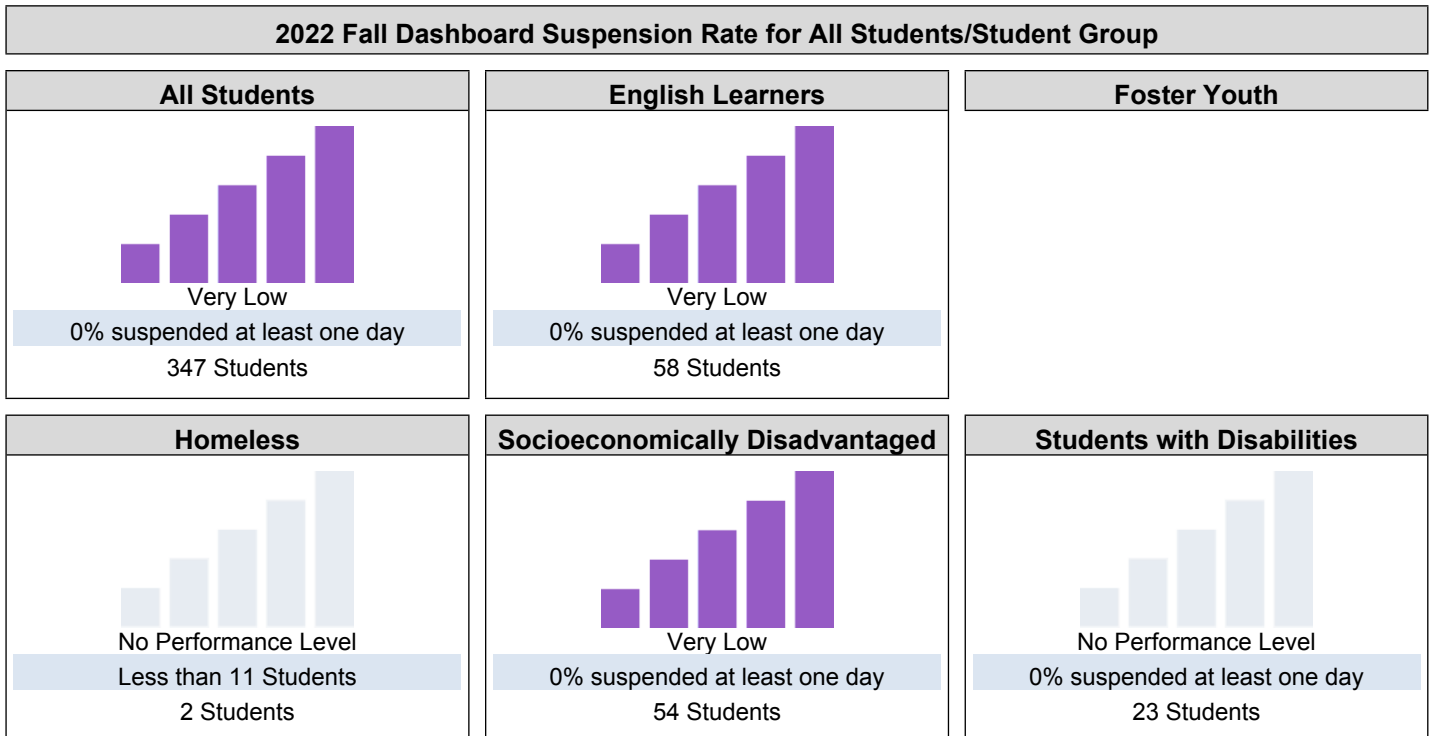 2022 Fall Dashboard Suspension Rate for All Students/Student Group
All Students
Very Low
0% suspended at least one day
347 Students
English Learners
Very Low
0% suspended at least one day
58 Students
Foster Youth
Homeless
No Performance Level
Less than 11 Students
2 Students
Socioeconomically Disadvantaged
Very Low
0% suspended at least one day
54 Students
Students with Disabilities
No Performance Level
0% suspended at least one day
23 Students